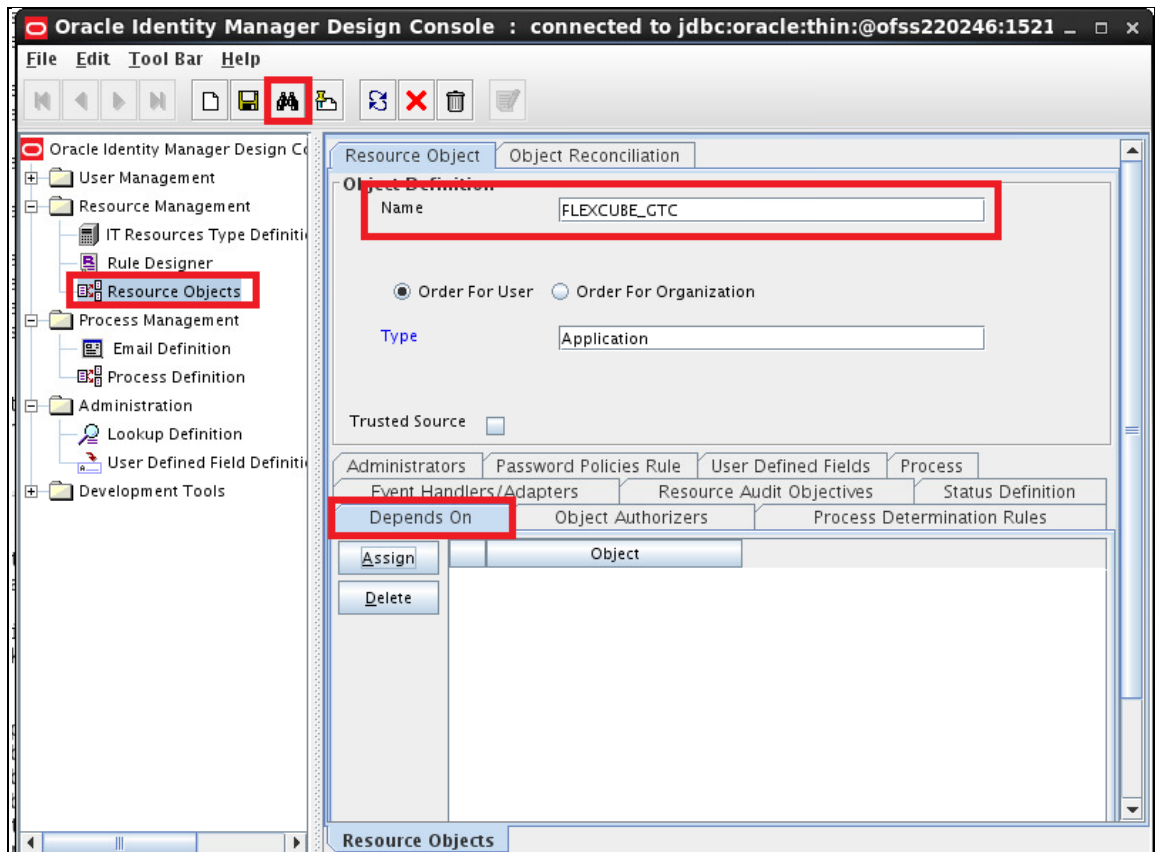 Oracle Identity Manager Design Console : connected to jdbc:oracle:thin:@ofss220246:1521
File Edit Tool Bar Help
Oracle Identity Manager Design Co
User Management
Resource Management
IT Resources Type Definiti
Rule Designer
Resource Objects
Process Management
Email Definition
Process Definition
Administration
Lookup Definition
User Defined Field Definiti
Development Tools
Resource Object Object Reconciliation
Object Definition
Name FLEXCUBE_GTC
Order For User Order For Organization
Type Application
Trusted Source
Administrators Password Policies Rule User Defined Fields Process
Event Handlers/Adapters Resource Audit Objectives Status Definition
Depends On Object Authorizers Process Determination Rules
Assign Object
Delete
Resource Objects